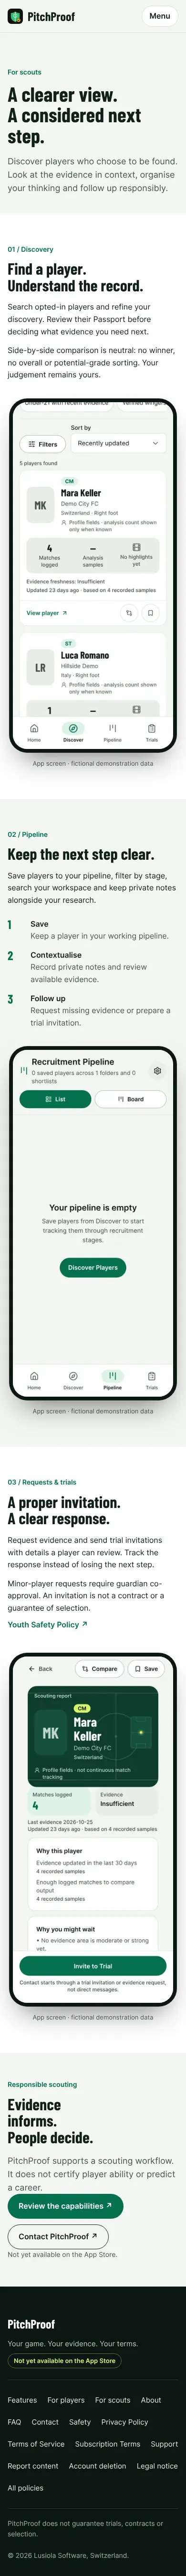 PitchProof
Menu
For scouts
A clearer view.
A considered next
step.
Discover players who choose to be found.
Look at the evidence in context, organise
your thinking and follow up responsibly.
01 / Discovery
Find a player.
Understand the record.
Search opted-in players and refine your
discovery. Review their Passport before
deciding what evidence you need next.
Side-by-side comparison is neutral: no winner,
no overall or potential-grade sorting. Your
judgement remains yours.
Under-21 with recent evidence
Verified wingers
Sort by
Filters
Recently updated
5 players found
MK
CM
Mara Keller
Demo City FC
Switzerland · Right foot
Profile fields · analysis count shown
only when known
4
Matches
logged
–
Analysis
samples
No highlights
yet
Evidence freshness: Insufficient
Updated 23 days ago · based on 4 recorded samples
View player ↗
LR
ST
Luca Romano
Hillside Demo
Italy · Right foot
Profile fields · analysis count shown
only when known
1
–
Home
Discover
Pipeline
Trials
App screen · fictional demonstration data
02 / Pipeline
Keep the next step clear.
Save players to your pipeline, filter by stage,
search your workspace and keep private notes
alongside your research.
1
Save
Keep a player in your working pipeline.
2
Contextualise
Record private notes and review
available evidence.
3
Follow up
Request missing evidence or prepare a
trial invitation.
Recruitment Pipeline
0 saved players across 1 folders and 0
shortlists
List
Board
Your pipeline is empty
Save players from Discover to start
tracking them through recruitment
stages.
Discover Players
Home
Discover
Pipeline
Trials
App screen · fictional demonstration data
03 / Requests & trials
A proper invitation.
A clear response.
Request evidence and send trial invitations
with details a player can review. Track the
response instead of losing the next step.
Minor-player requests require guardian co-
approval. An invitation is not a contract or a
guarantee of selection.
Youth Safety Policy ↗
Back
Compare
Save
Scouting report
MK
CM
Mara
Keller
Demo City FC
Switzerland
Profile fields · not continuous match
tracking
Matches logged
4
Evidence
Insufficient
Last evidence 2026-10-25
Updated 23 days ago · based on 4 recorded samples
Why this player
Evidence updated in the last 30 days
4 recorded samples
Enough logged matches to compare
output
4 recorded samples
Why you might wait
• No evidence area is moderate or strong
yet.
Invite to Trial
Contact starts through a trial invitation or evidence request,
not direct messages.
App screen · fictional demonstration data
Responsible scouting
Evidence
informs.
People decide.
PitchProof supports a scouting workflow.
It does not certify player ability or predict
a career.
Review the capabilities ↗
Contact PitchProof ↗
Not yet available on the App Store.
PitchProof
Your game. Your evidence. Your terms.
Not yet available on the App Store
Features
For players
For scouts
About
FAQ
Contact
Safety
Privacy Policy
Terms of Service
Subscription Terms
Support
Report content
Account deletion
Legal notice
All policies
PitchProof does not guarantee trials, contracts or
selection.
© 2026 Lusiola Software, Switzerland.